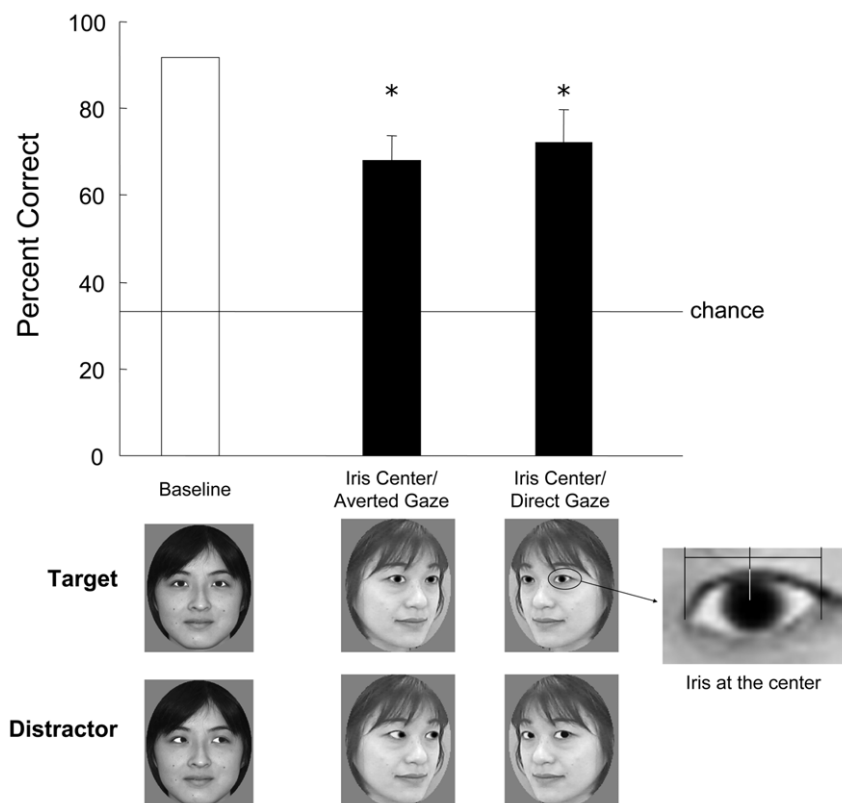 100
80
60
40
20
0
Percent Correct
*
*
chance
Baseline
Iris Center/
Averted Gaze
Iris Center/
Direct Gaze
Target
Iris at the center
Distractor